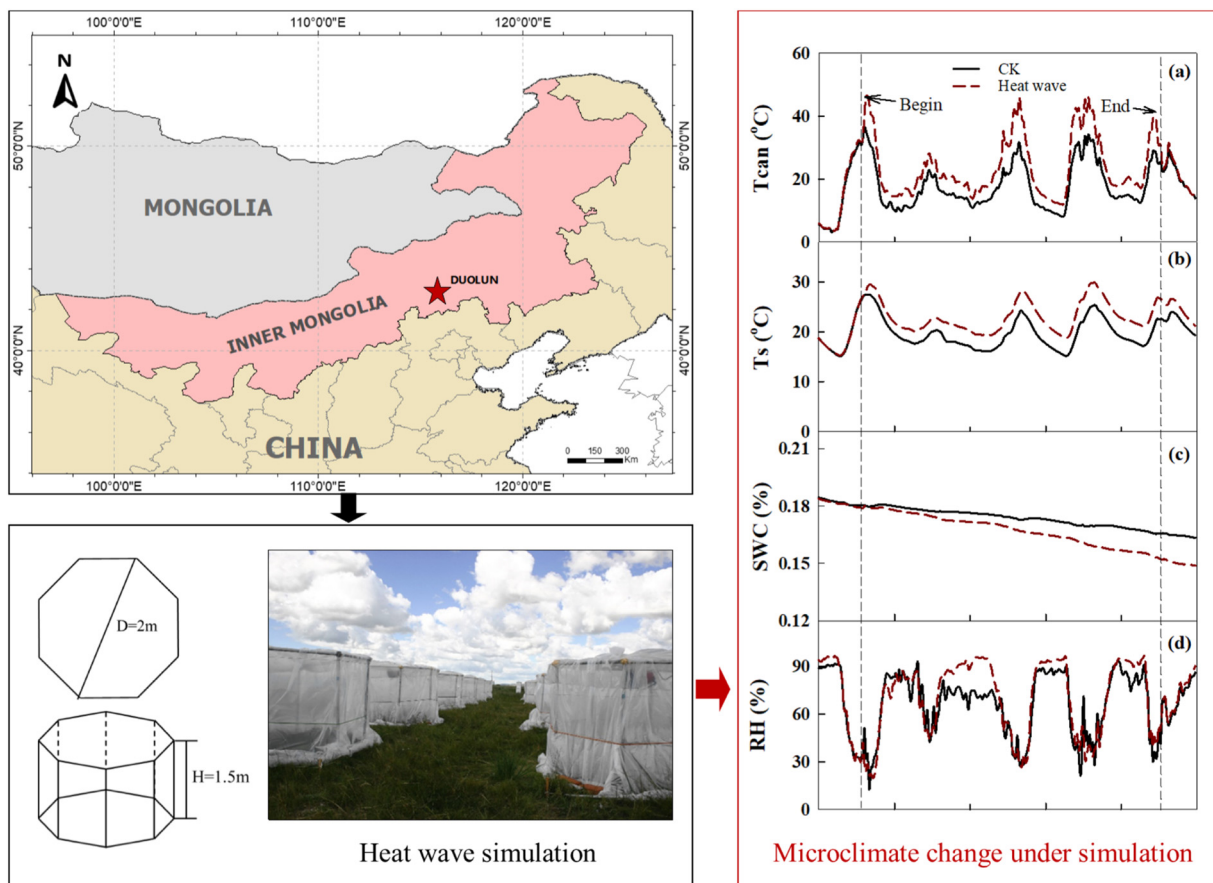 100°0'0"E
110°0'0"E
120°0'0"E
N
50°0'0"N
50°0'0"N
MONGOLIA
DUOLUN
INNER MONGOLIA
40°0'0"N
40°0'0"N
CHINA
0 150 300
Km
100°0'0"E
110°0'0"E
120°0'0"E
D=2m
H=1.5m
Heat wave simulation
60
CK
(a)
Heat wave
Begin
End
40
20
0
Tcan (°C)
(b)
30
20
10
0
Ts (°C)
0.21
(c)
0.18
0.15
0.12
SWC (%)
(d)
90
60
30
0
RH (%)
Microclimate change under simulation